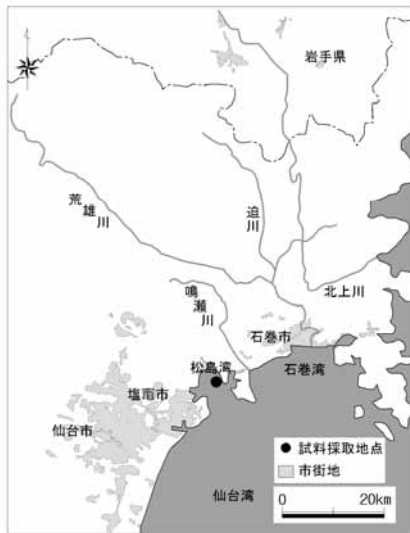 岩手県
荒雄川
迫川
鳴瀬川
北上川
石巻市
松島湾
石巻湾
塩竈市
仙台市
仙台湾
試料採取地点
市街地
0 20km